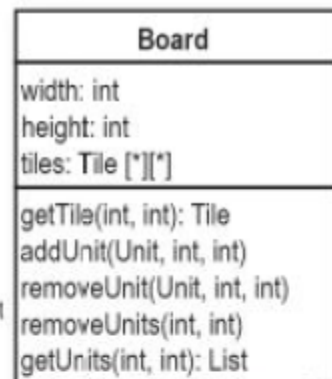 Board
width: int
height: int
tiles: Tile [*][*]
getTile(int, int): Tile
addUnit(Unit, int, int)
removeUnit(Unit, int, int)
removeUnits(int, int)
getUnits(int, int): List